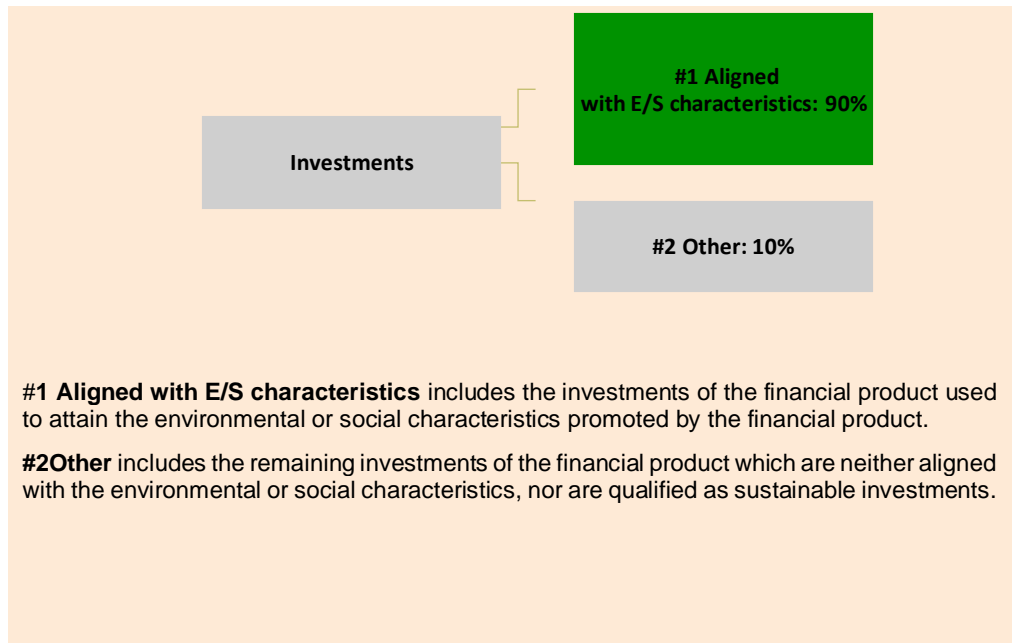 #1 Aligned
with E/S characteristics: 90%
Investments
#2 Other: 10%
#1 Aligned with E/S characteristics includes the investments of the financial product used
to attain the environmental or social characteristics promoted by the financial product.
#2Other includes the remaining investments of the financial product which are neither aligned
with the environmental or social characteristics, nor are qualified as sustainable investments.